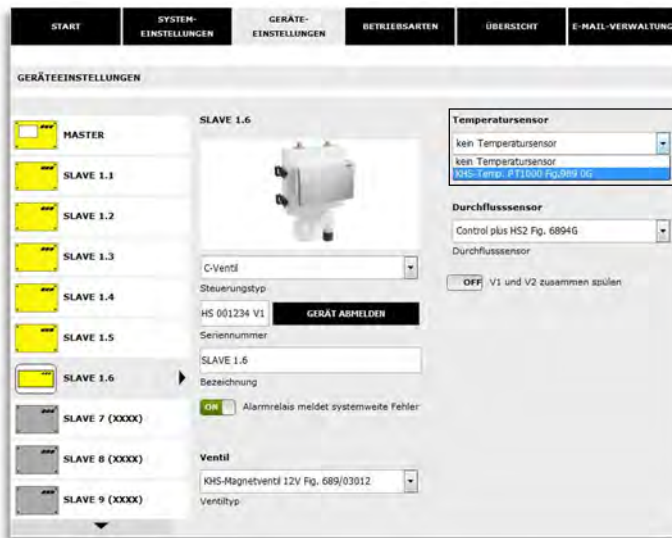 START
SYSTEM-
EINSTELLUNGEN
GERÄTE-
EINSTELLUNGEN
BETRIEBSARTEN
ÜBERSICHT
E-MAIL-VERWALTUNG
GERÄTEEINSTELLUNGEN
MASTER
SLAVE 1.1
SLAVE 1.2
SLAVE 1.3
SLAVE 1.4
SLAVE 1.5
SLAVE 1.6
SLAVE 7 (XXXX)
SLAVE 8 (XXXX)
SLAVE 9 (XXXX)
SLAVE 1.6
C-Ventil
Steuerungstyp
HS 001234 V1
GERÄT ABMELDEN
Seriennummer
SLAVE 1.6
Bezeichnung
ON Alarmrelais meldet systemweite Fehler
Ventil
KHS-Magnetventil 12V Fig. 689/03012
Ventiltyp
Temperatursensor
kein Temperatursensor
kein Temperatursensor
KHS-Temp. PT1000 Fig.989 0G
Durchflusssensor
Control plus HS2 Fig. 6894G
Durchflusssensor
OFF V1 und V2 zusammen spülen